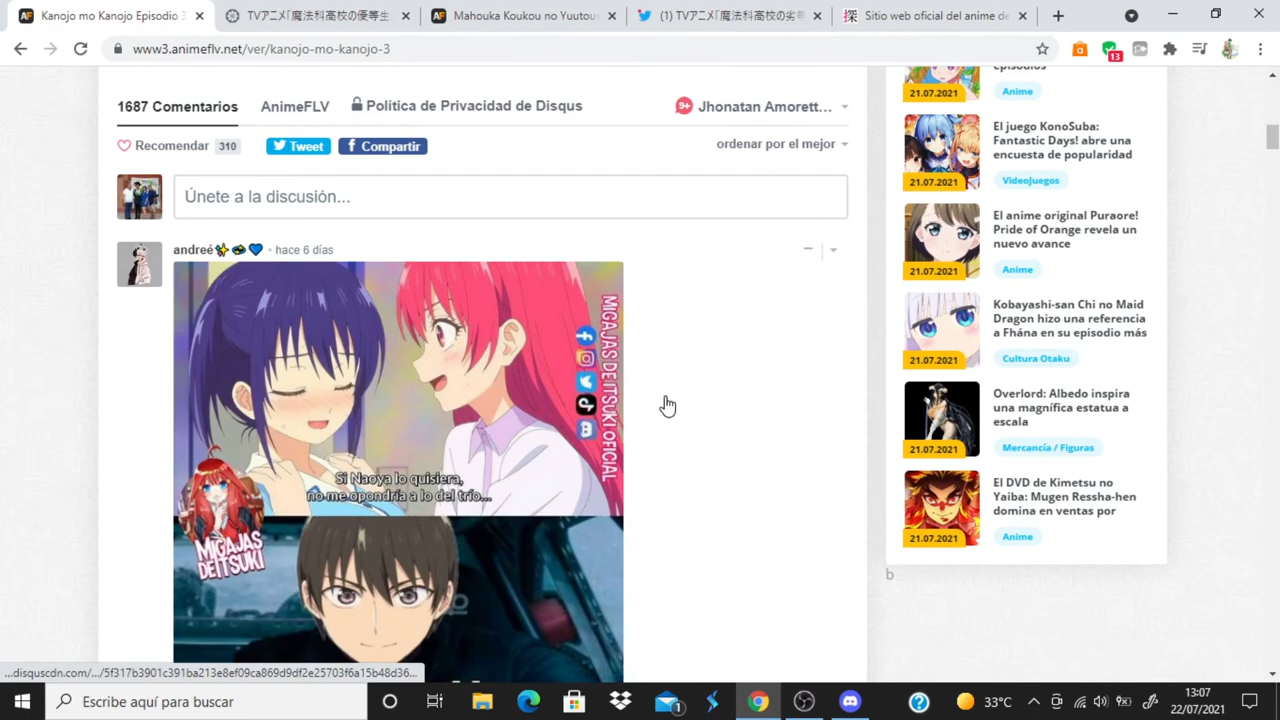 Kanojo mo Kanojo Episodio 3
TVアニメ「魔法科高校の優等生
Mahouka Koukou no Yuutous
(1) TVアニメ「魔法科高校の劣等
Sitio web oficial del anime de
www3.animeflv.net/ver/kanojo-mo-kanojo-3
13
1687 Comentarios
AnimeFLV
Politica de Privacidad de Disqus
9+
Jhonatan Amorett...
Recomendar 310
Tweet
Compartir
ordenar por el mejor
Únete a la discusión...
andreé • hace 6 días
MIGAJAS DE ITSUKI OFICIAL
Si Naoya lo quisiera,
no me opondría a lo del trío...
MIGAJAS
DE ITSUKI
episodios
21.07.2021
Anime
El juego KonoSuba:
Fantastic Days! abre una
encuesta de popularidad
21.07.2021
VideoJuegos
El anime original Puraore!
Pride of Orange revela un
nuevo avance
21.07.2021
Anime
Kobayashi-san Chi no Maid
Dragon hizo una referencia
a Fhána en su episodio más
21.07.2021
Cultura Otaku
Overlord: Albedo inspira
una magnífica estatua a
escala
21.07.2021
Mercancía / Figuras
El DVD de Kimetsu no
Yaiba: Mugen Ressha-hen
domina en ventas por
21.07.2021
Anime
b
...disquscdn.com/.../5f317b3901c391ba213e8ef09ca869d9df2e25703f6a15b48d36...
Escribe aquí para buscar
1
33°C
13:07
22/07/2021